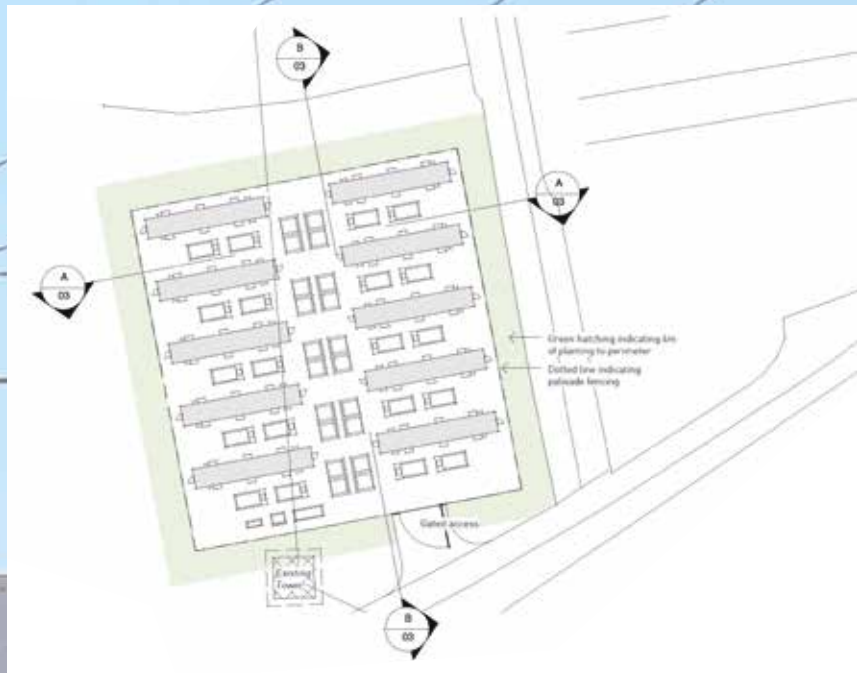 B
03
A
03
A
03
Green hatching indicating 6m
of planting to perimeter
Dotted line indicating
palisade fencing
Gated access
Existing
Tower
B
03